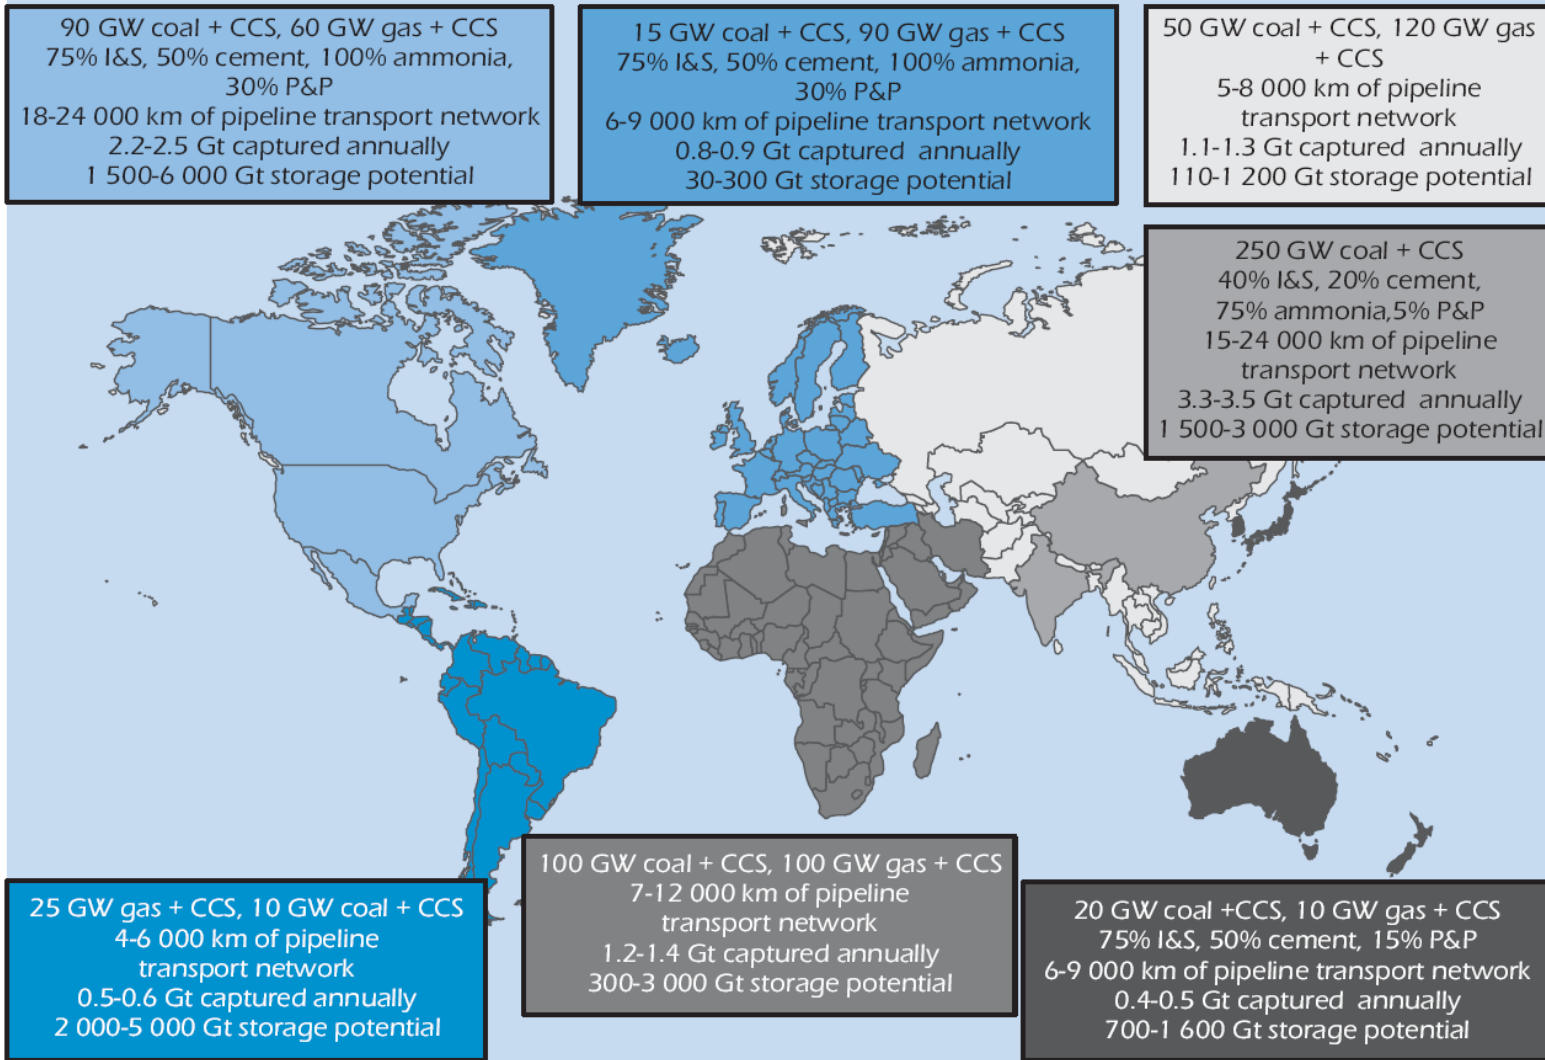 90 GW coal + CCS, 60 GW gas + CCS
75% I&S, 50% cement, 100% ammonia,
30% P&P
18-24 000 km of pipeline transport network
2.2-2.5 Gt captured annually
1 500-6 000 Gt storage potential
15 GW coal + CCS, 90 GW gas + CCS
75% I&S, 50% cement, 100% ammonia,
30% P&P
6-9 000 km of pipeline transport network
0.8-0.9 Gt captured annually
30-300 Gt storage potential
50 GW coal + CCS, 120 GW gas
+ CCS
5-8 000 km of pipeline
transport network
1.1-1.3 Gt captured annually
110-1 200 Gt storage potential
250 GW coal + CCS
40% I&S, 20% cement,
75% ammonia,5% P&P
15-24 000 km of pipeline
transport network
3.3-3.5 Gt captured annually
1 500-3 000 Gt storage potential
25 GW gas + CCS, 10 GW coal + CCS
4-6 000 km of pipeline
transport network
0.5-0.6 Gt captured annually
2 000-5 000 Gt storage potential
100 GW coal + CCS, 100 GW gas + CCS
7-12 000 km of pipeline
transport network
1.2-1.4 Gt captured annually
300-3 000 Gt storage potential
20 GW coal +CCS, 10 GW gas + CCS
75% I&S, 50% cement, 15% P&P
6-9 000 km of pipeline transport network
0.4-0.5 Gt captured annually
700-1 600 Gt storage potential